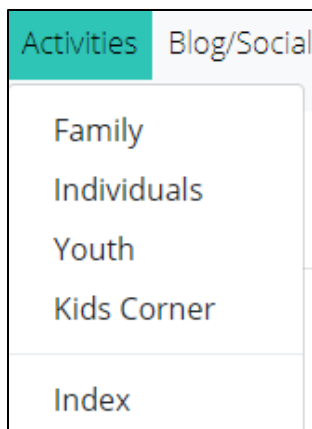 Activities Blog/Social
Family
Individuals
Youth
Kids Corner
Index